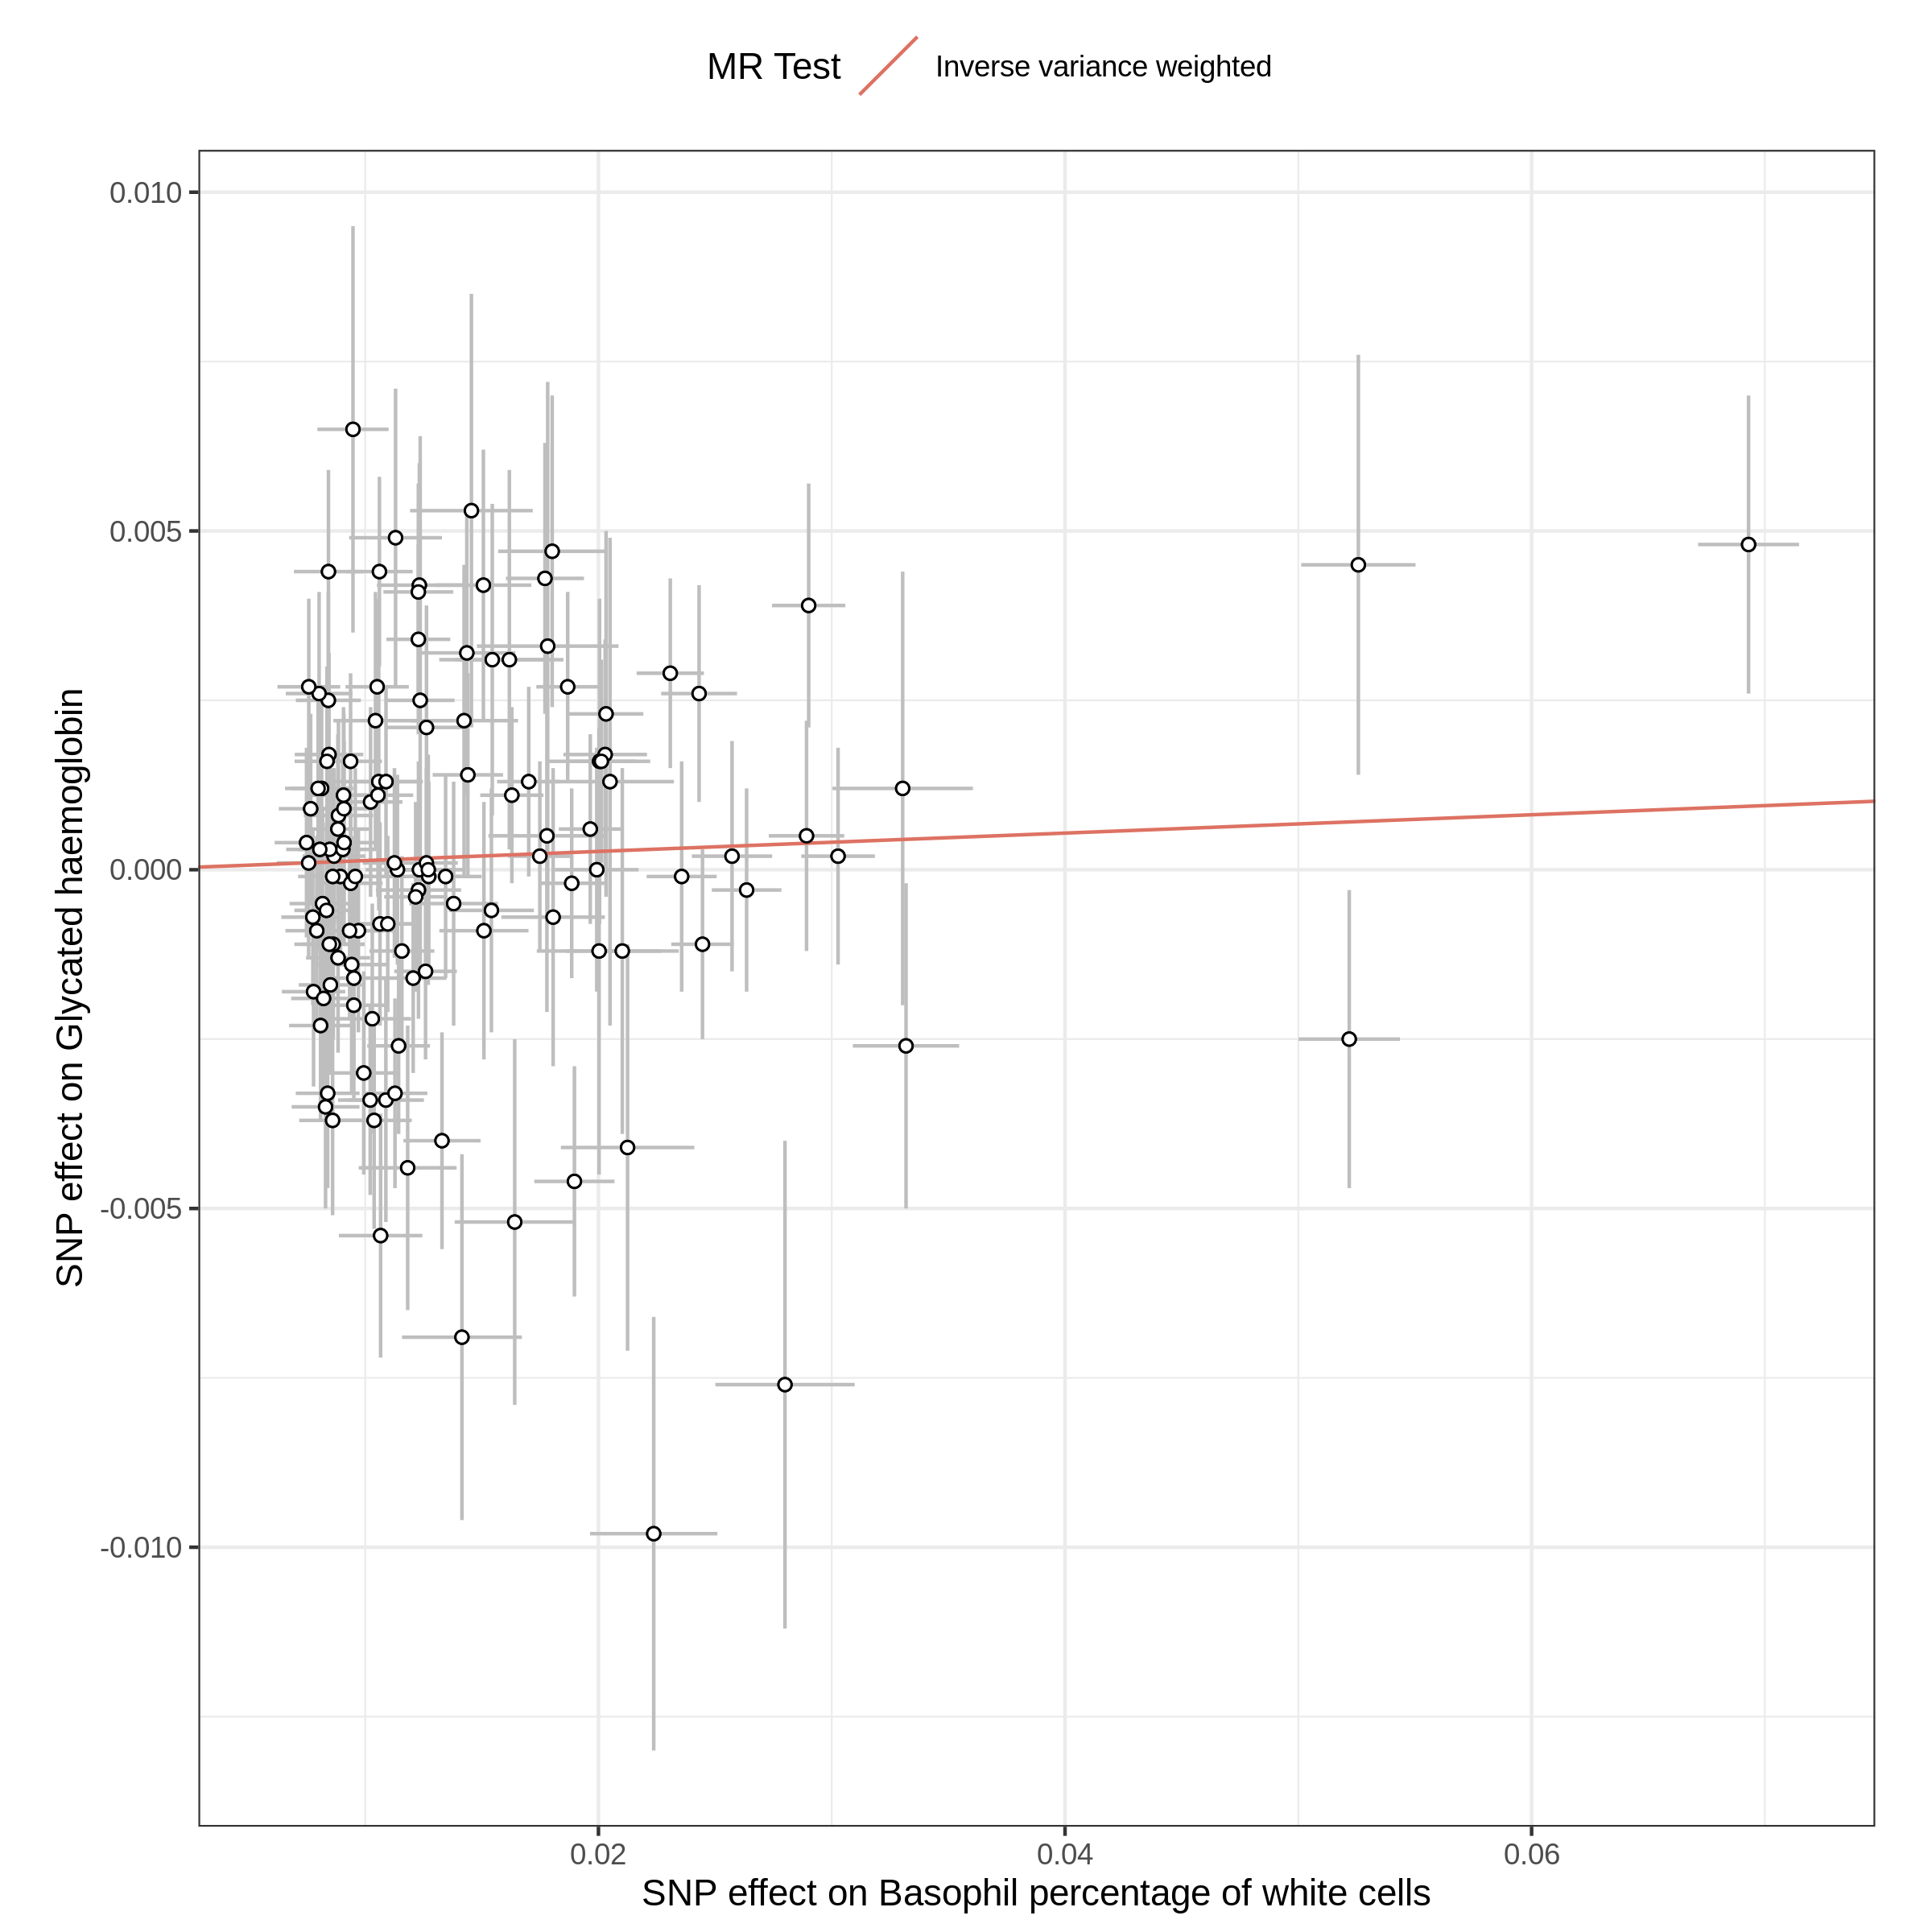 MR Test Inverse variance weighted
SNP effect on Glycated haemoglobin
0.010
0.005
0.000
-0.005
-0.010
0.02 0.04 0.06
SNP effect on Basophil percentage of white cells